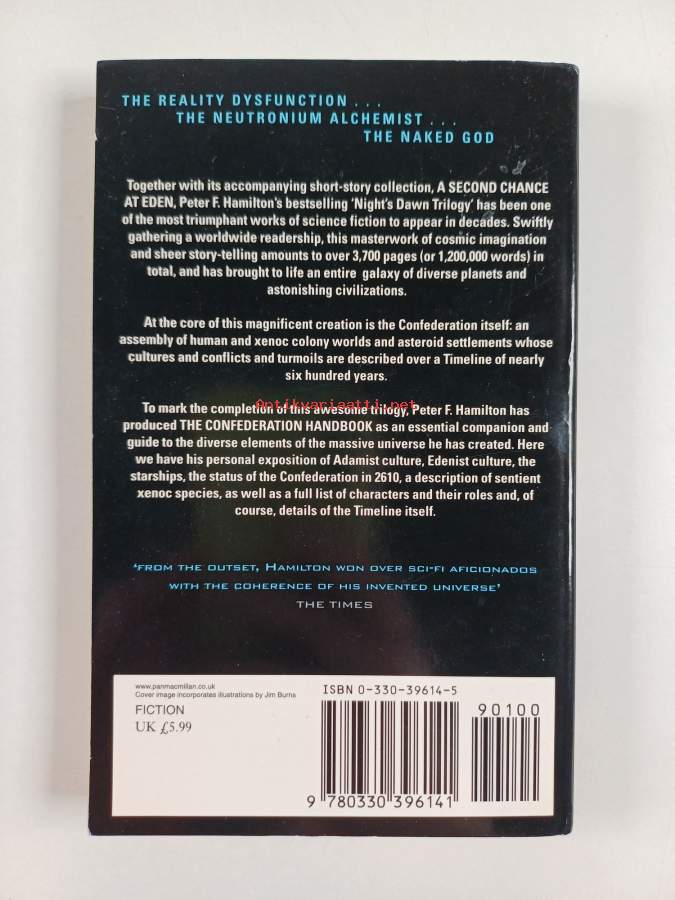 THE REALITY DYSFUNCTION . . .
THE NEUTRONIUM ALCHEMIST . . .
THE NAKED GOD
Together with its accompanying short-story collection, A SECOND CHANCE
AT EDEN, Peter F. Hamilton's bestselling 'Night's Dawn Trilogy' has been one
of the most triumphant works of science fiction to appear in decades. Swiftly
gathering a worldwide readership, this masterwork of cosmic imagination
and sheer story-telling amounts to over 3,700 pages (or 1,200,000 words) in
total, and has brought to life an entire galaxy of diverse planets and
astonishing civilizations.
At the core of this magnificent creation is the Confederation itself: an
assembly of human and xenoc colony worlds and asteroid settlements whose
cultures and conflicts and turmoils are described over a Timeline of nearly
six hundred years.
Antikvariaatti.net
To mark the completion of this awesome trilogy, Peter F. Hamilton has
produced THE CONFEDERATION HANDBOOK as an essential companion and
guide to the diverse elements of the massive universe he has created. Here
we have his personal exposition of Adamist culture, Edenist culture, the
starships, the status of the Confederation in 2610, a description of sentient
xenoc species, as well as a full list of characters and their roles and, of
course, details of the Timeline itself.
'FROM THE OUTSET, HAMILTON WON OVER SCI-FI AFICIONADOS
WITH THE COHERENCE OF HIS INVENTED UNIVERSE'
THE TIMES
www.panmacmillan.co.uk
Cover image incorporates illustrations by Jim Burns
FICTION
UK £5.99
ISBN 0-330-39614-5
90100
9 780330 396141